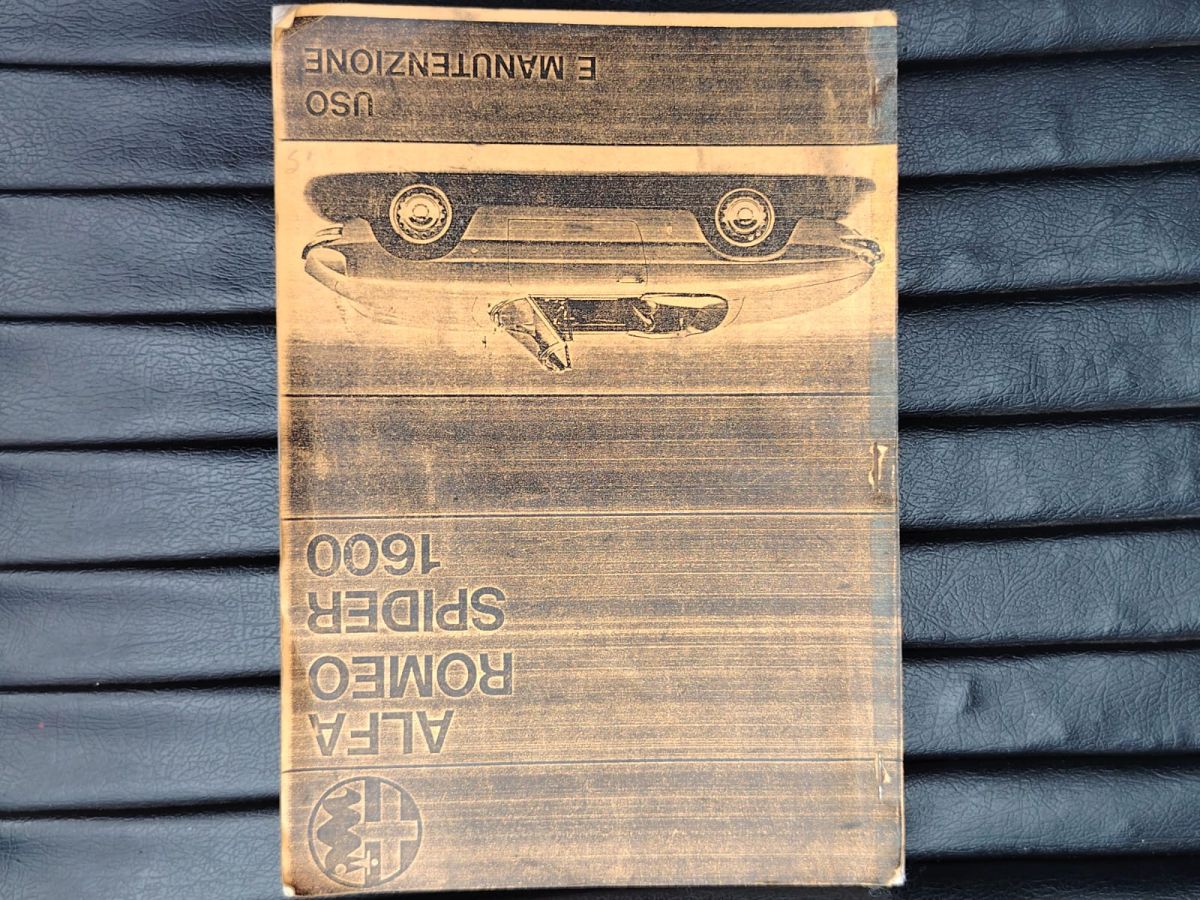 ALFA
ROMEO
SPIDER
1600
USO
E MANUTENZIONE